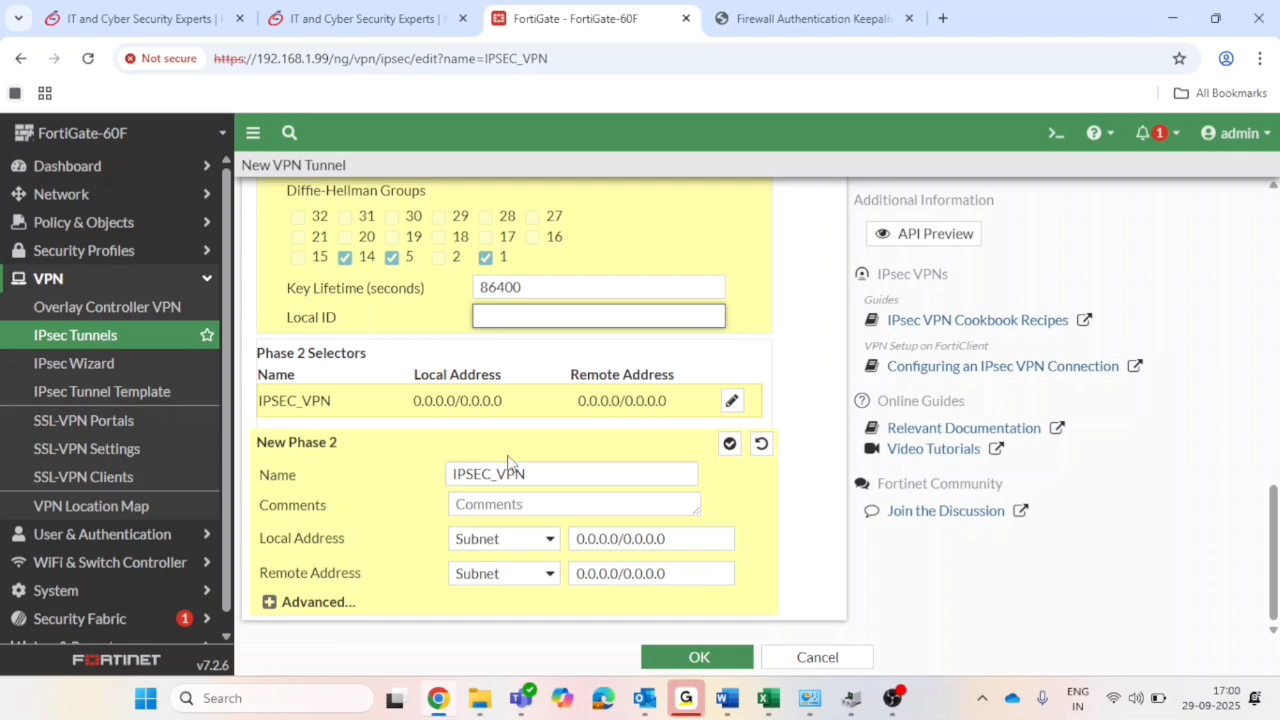 IT and Cyber Security Experts |
IT and Cyber Security Experts |
FortiGate - FortiGate-60F
Firewall Authentication Keepali
Not secure
https://192.168.1.99/ng/vpn/ipsec/edit?name=IPSEC_VPN
All Bookmarks
FortiGate-60F
1
admin
New VPN Tunnel
Dashboard
Network
Policy & Objects
Security Profiles
VPN
Overlay Controller VPN
IPsec Tunnels
IPsec Wizard
IPsec Tunnel Template
SSL-VPN Portals
SSL-VPN Settings
SSL-VPN Clients
VPN Location Map
User & Authentication
WiFi & Switch Controller
System
Security Fabric 1
FORTINET v7.2.6
Diffie-Hellman Groups
32 31 30 29 28 27
21 20 19 18 17 16
15 14 5 2 1
Key Lifetime (seconds) 86400
Local ID
Phase 2 Selectors
Name Local Address Remote Address
IPSEC_VPN 0.0.0.0/0.0.0.0 0.0.0.0/0.0.0.0
New Phase 2
Name IPSEC_VPN
Comments Comments
Local Address Subnet 0.0.0.0/0.0.0.0
Remote Address Subnet 0.0.0.0/0.0.0.0
Advanced...
OK Cancel
Additional Information
API Preview
IPsec VPNs
Guides
IPsec VPN Cookbook Recipes
VPN Setup on FortiClient
Configuring an IPsec VPN Connection
Online Guides
Relevant Documentation
Video Tutorials
Fortinet Community
Join the Discussion
Search
ENG
IN
17:00
29-09-2025